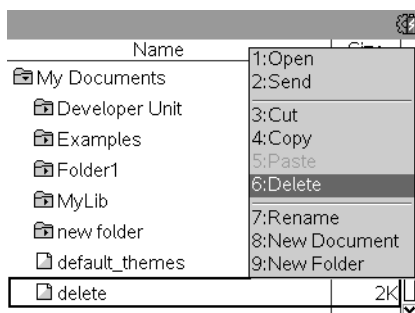 Name
My Documents
Developer Unit
Examples
Folder1
MyLib
new folder
default_themes
delete
2K
1:Open
2:Send
3:Cut
4:Copy
5:Paste
6:Delete
7:Rename
8:New Document
9:New Folder